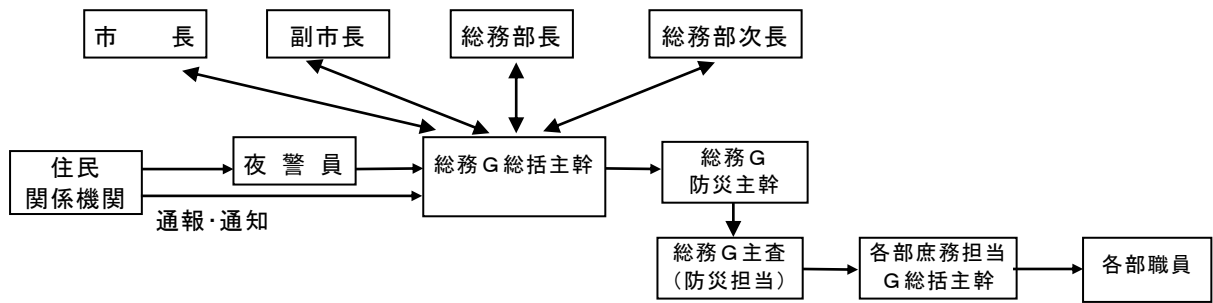 市　　長
副市長
総務部長
総務部次長
住民
関係機関
夜 警 員
総務Ｇ総括主幹
総務Ｇ
防災主幹
通報・通知
総務Ｇ主査
（防災担当）
各部庶務担当
Ｇ総括主幹
各部職員